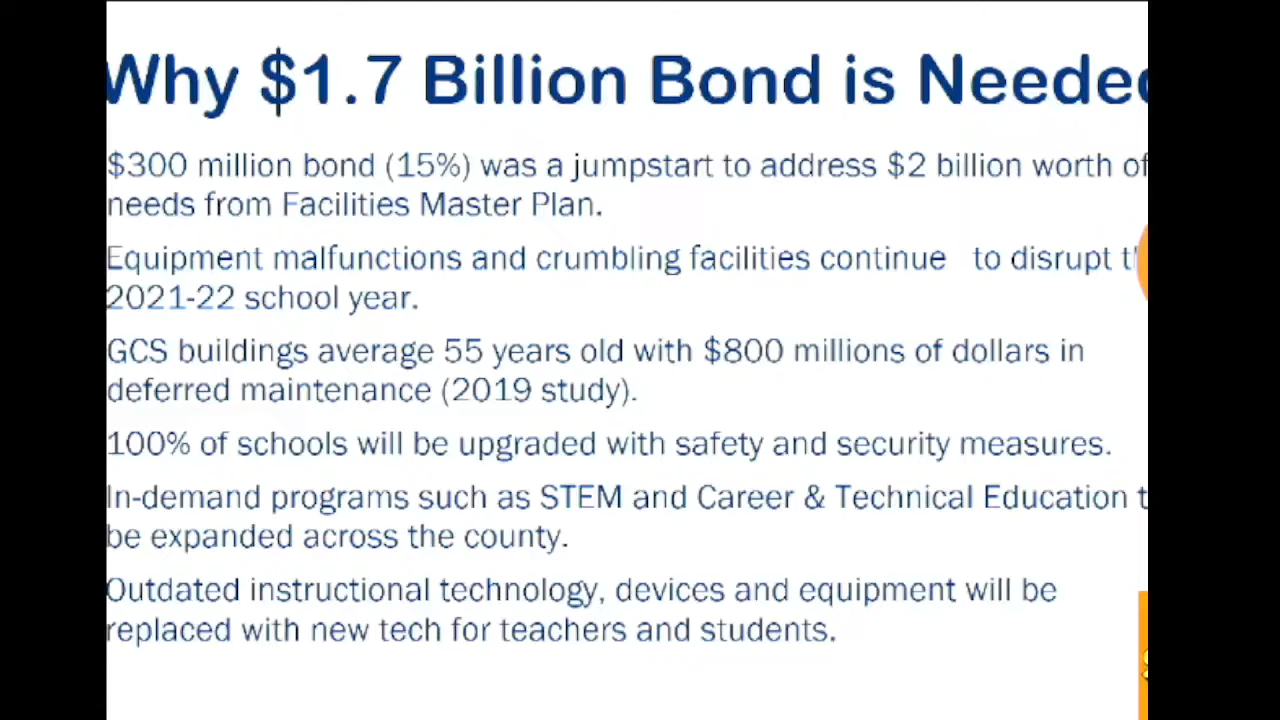 Why $1.7 Billion Bond is Neede
$300 million bond (15%) was a jumpstart to address $2 billion worth of
needs from Facilities Master Plan.
Equipment malfunctions and crumbling facilities continue to disrupt
2021-22 school year.
GCS buildings average 55 years old with $800 millions of dollars in
deferred maintenance (2019 study).
100% of schools will be upgraded with safety and security measures.
In-demand programs such as STEM and Career & Technical Education t
be expanded across the county.
Outdated instructional technology, devices and equipment will be
replaced with new tech for teachers and students.